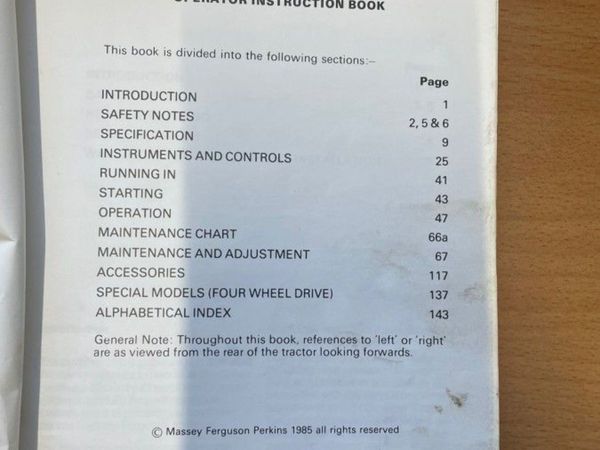 OPERATOR INSTRUCTION BOOK
This book is divided into the following sections:–
Page
INTRODUCTION 1
SAFETY NOTES 2, 5 & 6
SPECIFICATION 9
INSTRUMENTS AND CONTROLS 25
RUNNING IN 41
STARTING 43
OPERATION 47
MAINTENANCE CHART 66a
MAINTENANCE AND ADJUSTMENT 67
ACCESSORIES 117
SPECIAL MODELS (FOUR WHEEL DRIVE) 137
ALPHABETICAL INDEX 143
General Note: Throughout this book, references to 'left' or 'right'
are as viewed from the rear of the tractor looking forwards.
© Massey Ferguson Perkins 1985 all rights reserved